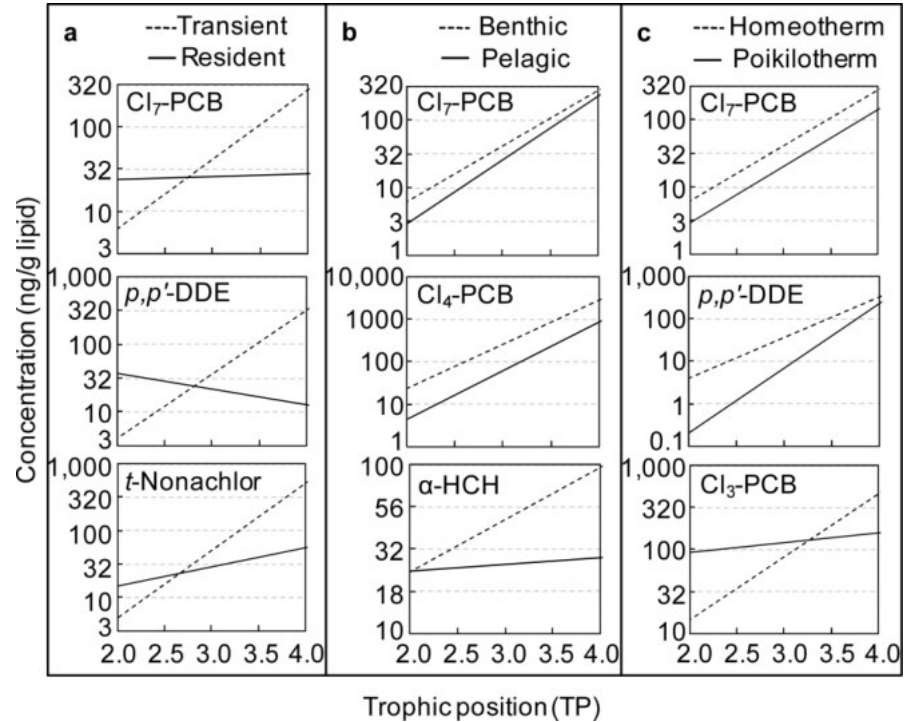 a
Transient
Resident
Concentration (ng/g lipid)
Cl₇-PCB
320
100
32
10
3
p,p'-DDE
1,000
320
100
32
10
3
t-Nonachlor
1,000
320
100
32
10
3
2.0 2.5 3.0 3.5 4.0
b
Benthic
Pelagic
Cl₇-PCB
320
100
32
10
3
1
Cl₄-PCB
10,000
1000
100
10
1
α-HCH
100
56
32
18
10
2.0 2.5 3.0 3.5 4.0
c
Homeotherm
Poikilotherm
Cl₇-PCB
320
100
32
10
3
1
p,p'-DDE
1,000
100
10
1
0.1
Cl₃-PCB
1,000
320
100
32
10
2.0 2.5 3.0 3.5 4.0
Trophic position (TP)